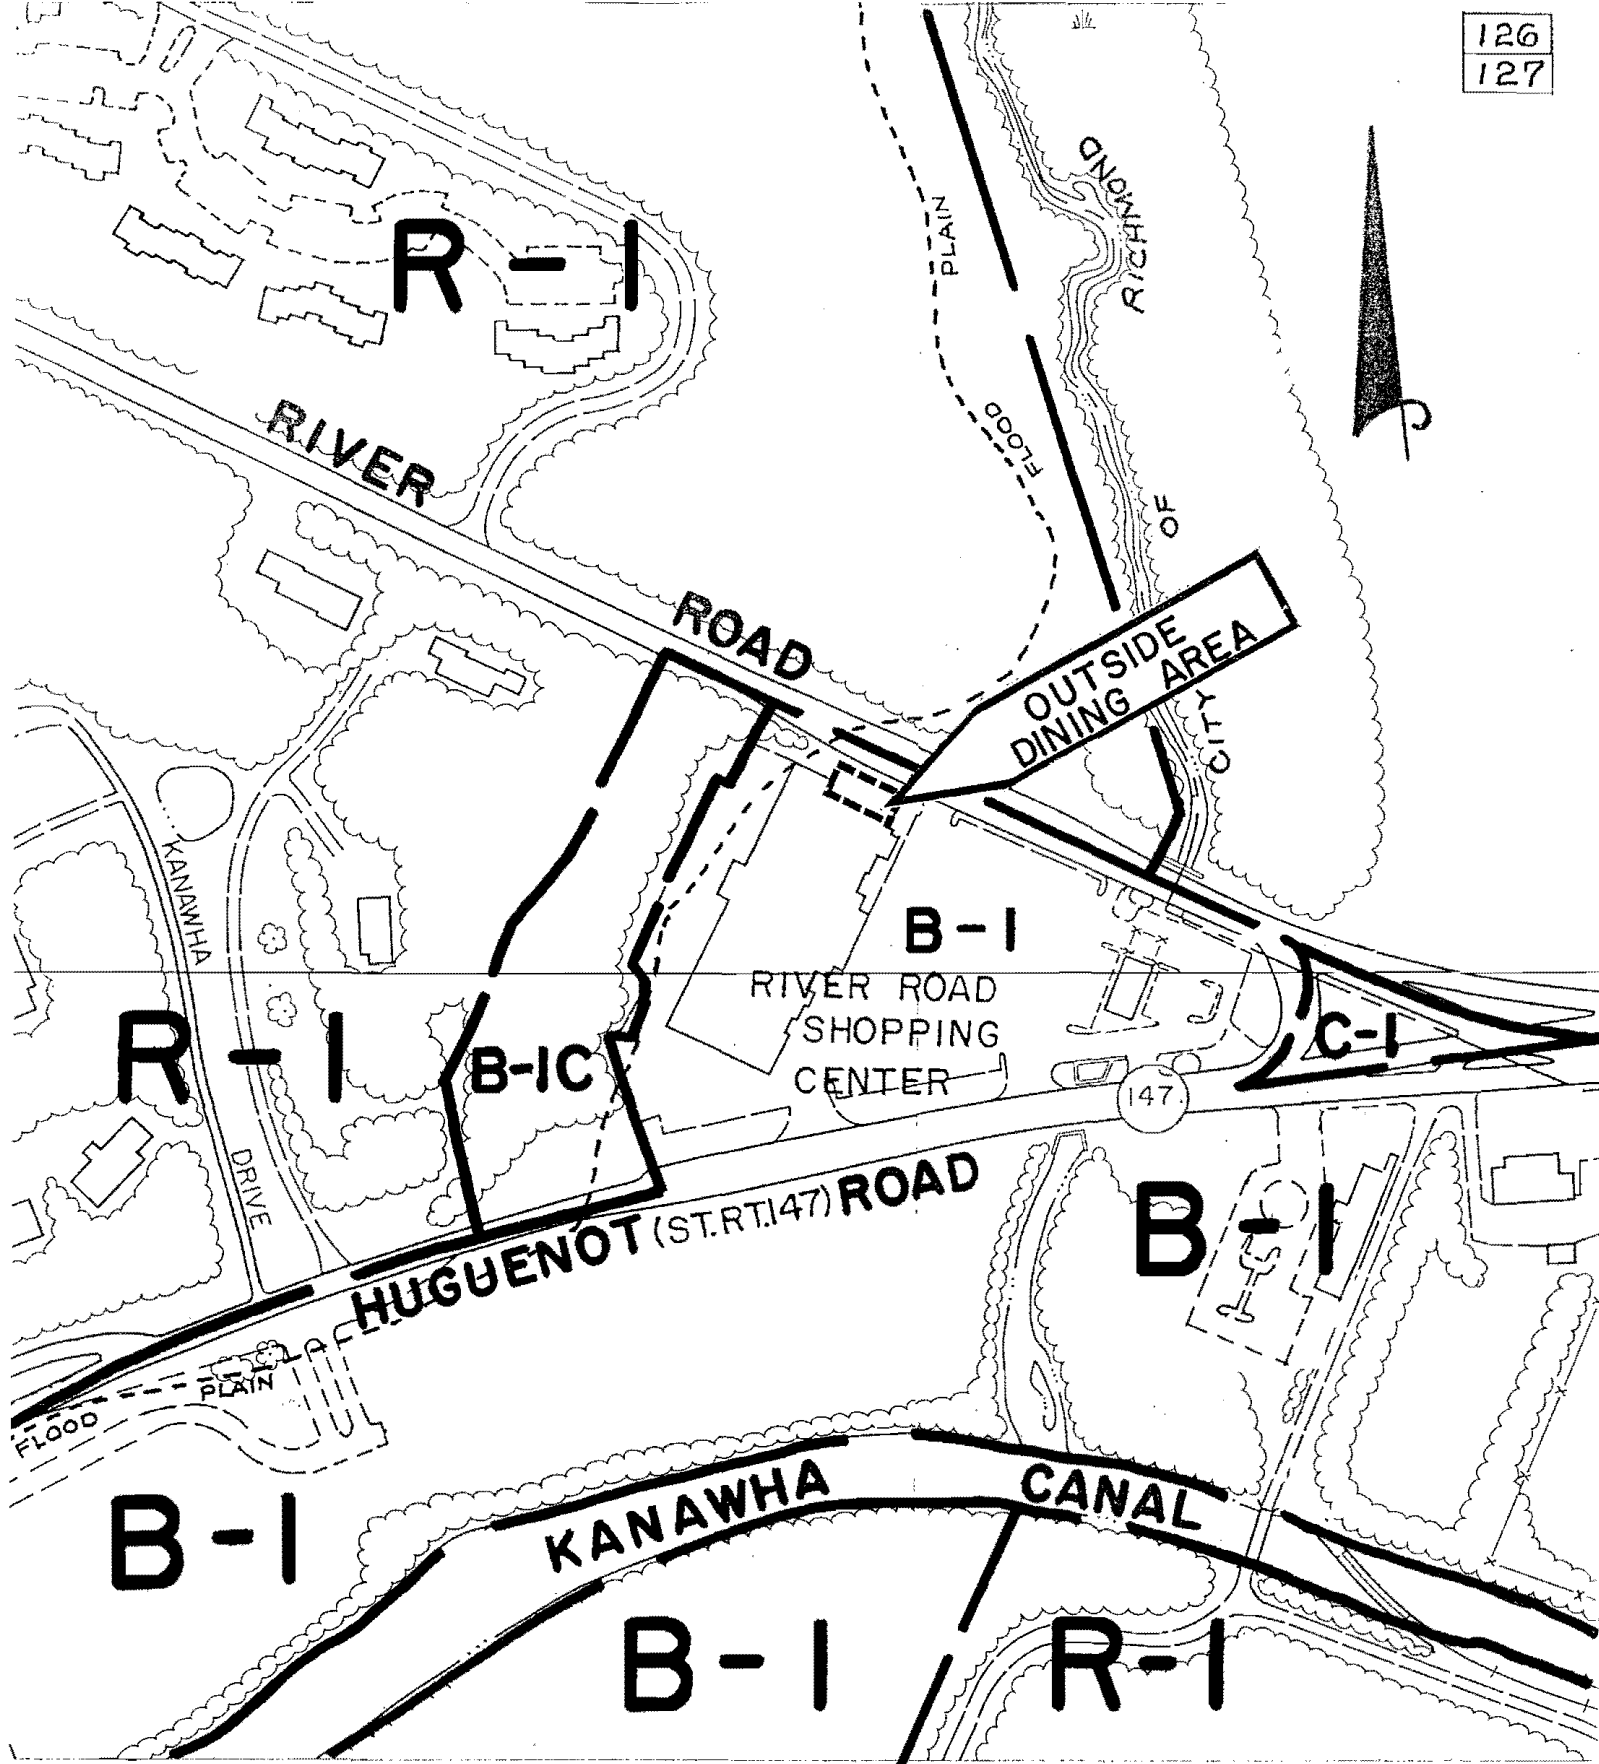 126
127
RICHMOND
PLAIN
R-1
FLOOD
RIVER
OF
ROAD
OUTSIDE
DINING AREA
CITY
KANAWHA
B-1
RIVER ROAD
SHOPPING
CENTER
R-1
B-1C
C-1
147
DRIVE
HUGUENOT (ST.RT.147) ROAD
B-1
PLAIN
FLOOD
KANAWHA CANAL
B-1
B-1
R-1